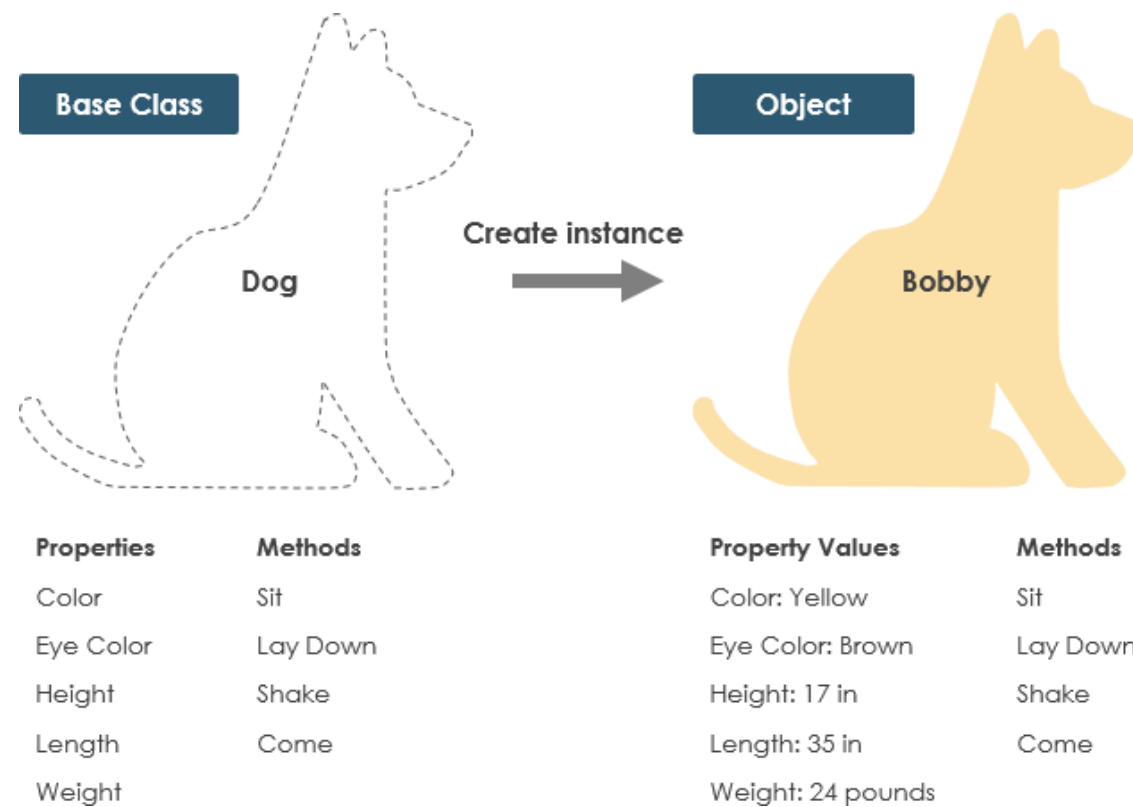 Base Class
Object
Create instance
Dog
Bobby
Properties Methods
Color Sit
Eye Color Lay Down
Height Shake
Length Come
Weight
Property Values Methods
Color: Yellow Sit
Eye Color: Brown Lay Down
Height: 17 in Shake
Length: 35 in Come
Weight: 24 pounds